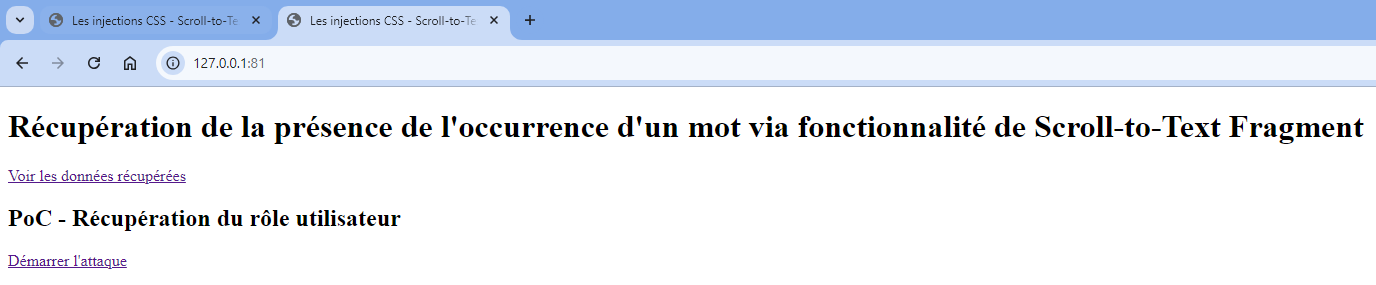 Les injections CSS - Scroll-to-Te
Les injections CSS - Scroll-to-Te
127.0.0.1:81
Récupération de la présence de l'occurrence d'un mot via fonctionnalité de Scroll-to-Text Fragment
Voir les données récupérées
PoC - Récupération du rôle utilisateur
Démarrer l'attaque